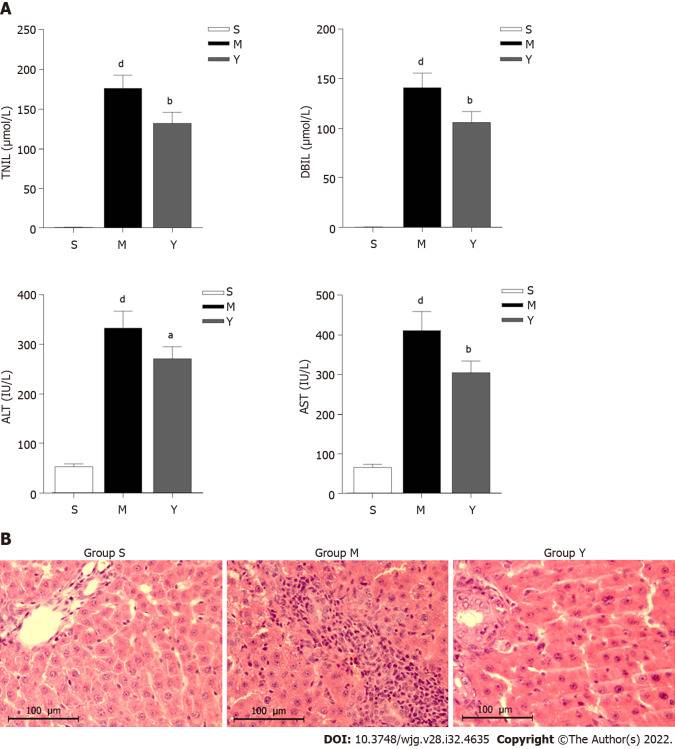 A
TNIL (µmol/L)
250
200
150
100
50
0
d
b
S
M
Y
S
M
Y
DBIL (µmol/L)
200
150
100
50
0
d
b
S
M
Y
S
M
Y
ALT (IU/L)
400
300
200
100
0
d
a
S
M
Y
S
M
Y
AST (IU/L)
500
400
300
200
100
0
d
b
S
M
Y
S
M
Y
B
Group S
Group M
Group Y
100 µm
100 µm
100 µm
DOI: 10.3748/wjg.v28.i32.4635 Copyright ©The Author(s) 2022.